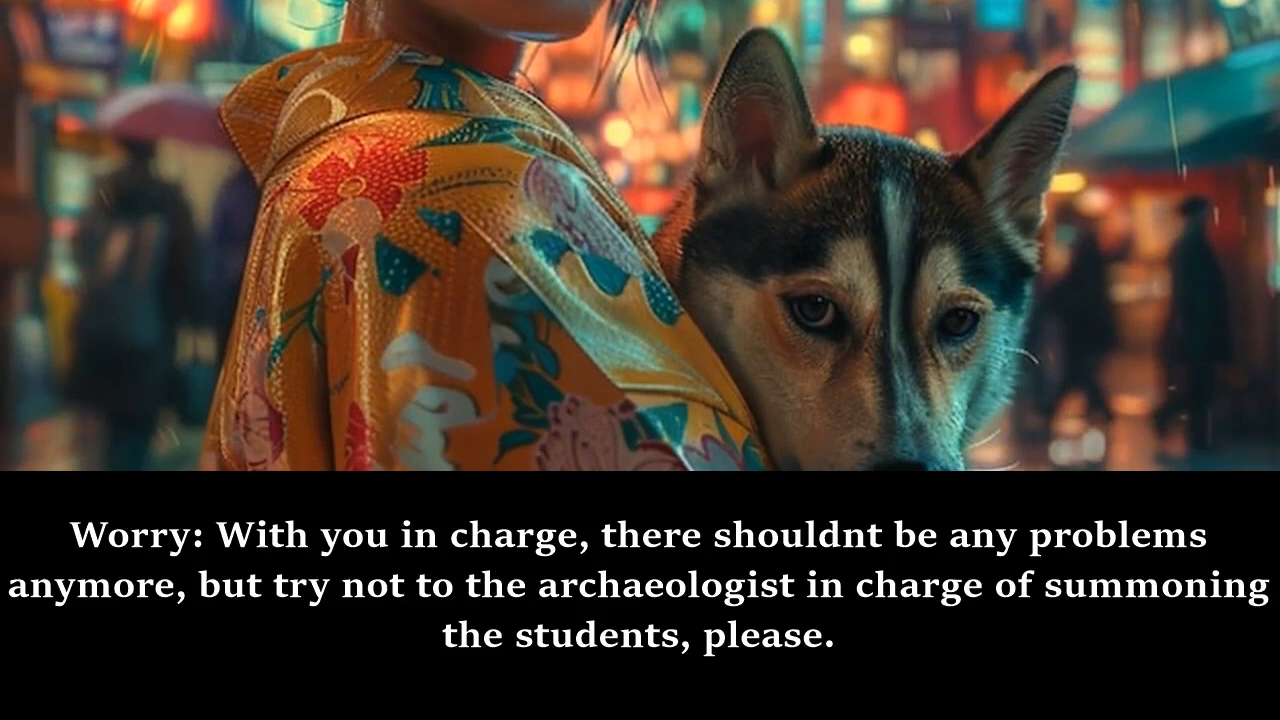 Worry: With you in charge, there shouldnt be any problems
anymore, but try not to the archaeologist in charge of summoning
the students, please.